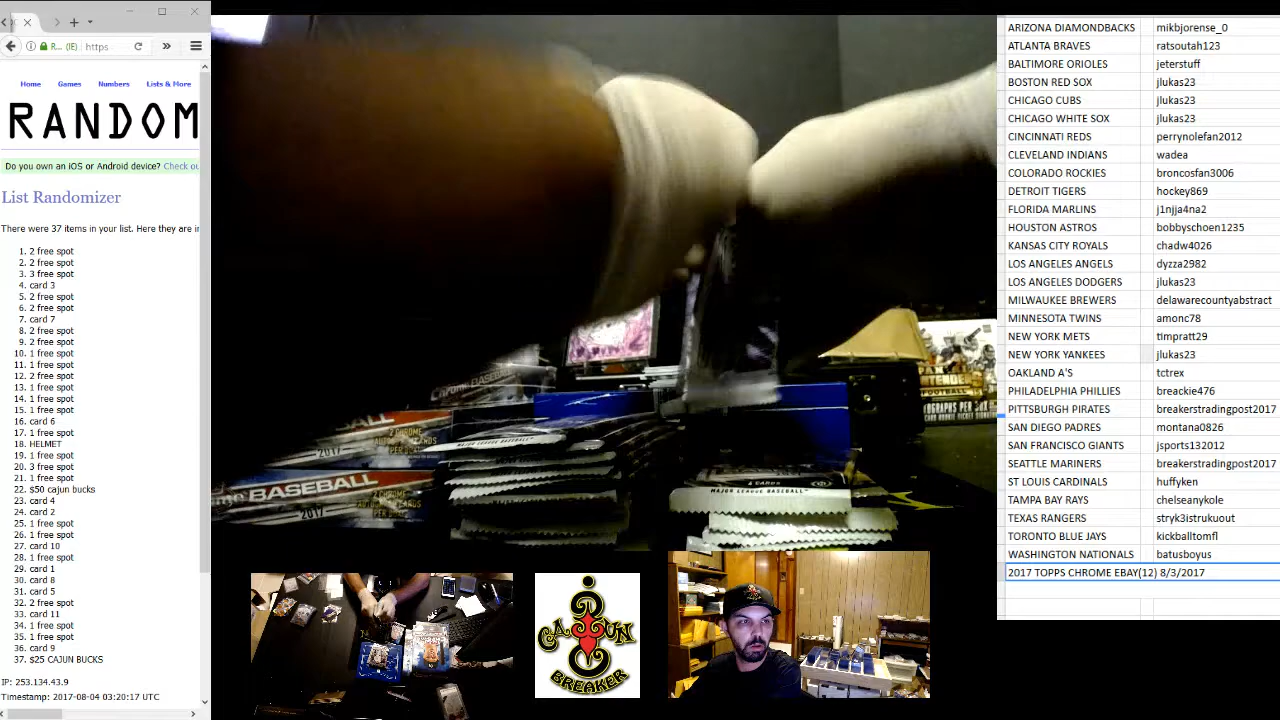 R... (IE) https
Home Games Numbers Lists & More
RANDOM
Do you own an iOS or Android device? Check ou
List Randomizer
There were 37 items in your list. Here they are i
1. 2 free spot
2. 2 free spot
3. 3 free spot
4. card 3
5. 2 free spot
6. 2 free spot
7. card 7
8. 2 free spot
9. 2 free spot
10. 1 free spot
11. 1 free spot
12. 2 free spot
13. 1 free spot
14. 1 free spot
15. 1 free spot
16. card 6
17. 1 free spot
18. HELMET
19. 1 free spot
20. 3 free spot
21. 1 free spot
22. $50 cajun bucks
23. card 4
24. card 2
25. 1 free spot
26. 1 free spot
27. card 10
28. 1 free spot
29. card 1
30. card 8
31. card 5
32. 2 free spot
33. card 11
34. 1 free spot
35. 1 free spot
36. card 9
37. $25 CAJUN BUCKS
IP: 253.134.43.9
Timestamp: 2017-08-04 03:20:17 UTC
BASEBALL
2017
2 CHROME
BASEBALL
2017
2 CHROME
MAJOR LEAGUE BASEBALL
FOOTBALL
CAJUN
BREAKER
ARIZONA DIAMONDBACKS mikbjorense_0
ATLANTA BRAVES ratsoutah123
BALTIMORE ORIOLES jeterstuff
BOSTON RED SOX jlukas23
CHICAGO CUBS jlukas23
CHICAGO WHITE SOX jlukas23
CINCINNATI REDS perrynolefan2012
CLEVELAND INDIANS wadea
COLORADO ROCKIES broncosfan3006
DETROIT TIGERS hockey869
FLORIDA MARLINS j1njja4na2
HOUSTON ASTROS bobbyschoen1235
KANSAS CITY ROYALS chadw4026
LOS ANGELES ANGELS dyzza2982
LOS ANGELES DODGERS jlukas23
MILWAUKEE BREWERS delawarecountyabstract
MINNESOTA TWINS amonc78
NEW YORK METS timpratt29
NEW YORK YANKEES jlukas23
OAKLAND A'S tctrex
PHILADELPHIA PHILLIES breackie476
PITTSBURGH PIRATES breakerstradingpost2017
SAN DIEGO PADRES montana0826
SAN FRANCISCO GIANTS jsports132012
SEATTLE MARINERS breakerstradingpost2017
ST LOUIS CARDINALS huffyken
TAMPA BAY RAYS chelseanykole
TEXAS RANGERS stryk3istrukuout
TORONTO BLUE JAYS kickballtomfl
WASHINGTON NATIONALS batusboyus
2017 TOPPS CHROME EBAY(12) 8/3/2017